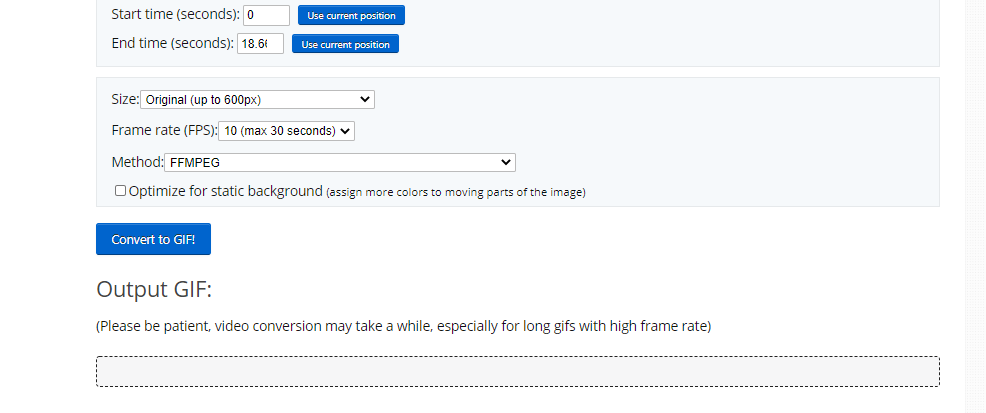 Start time (seconds): 0 Use current position
End time (seconds): 18.6 Use current position
Size: Original (up to 600px)
Frame rate (FPS): 10 (max 30 seconds)
Method: FFMPEG
Optimize for static background (assign more colors to moving parts of the image)
Convert to GIF!
Output GIF:
(Please be patient, video conversion may take a while, especially for long gifs with high frame rate)